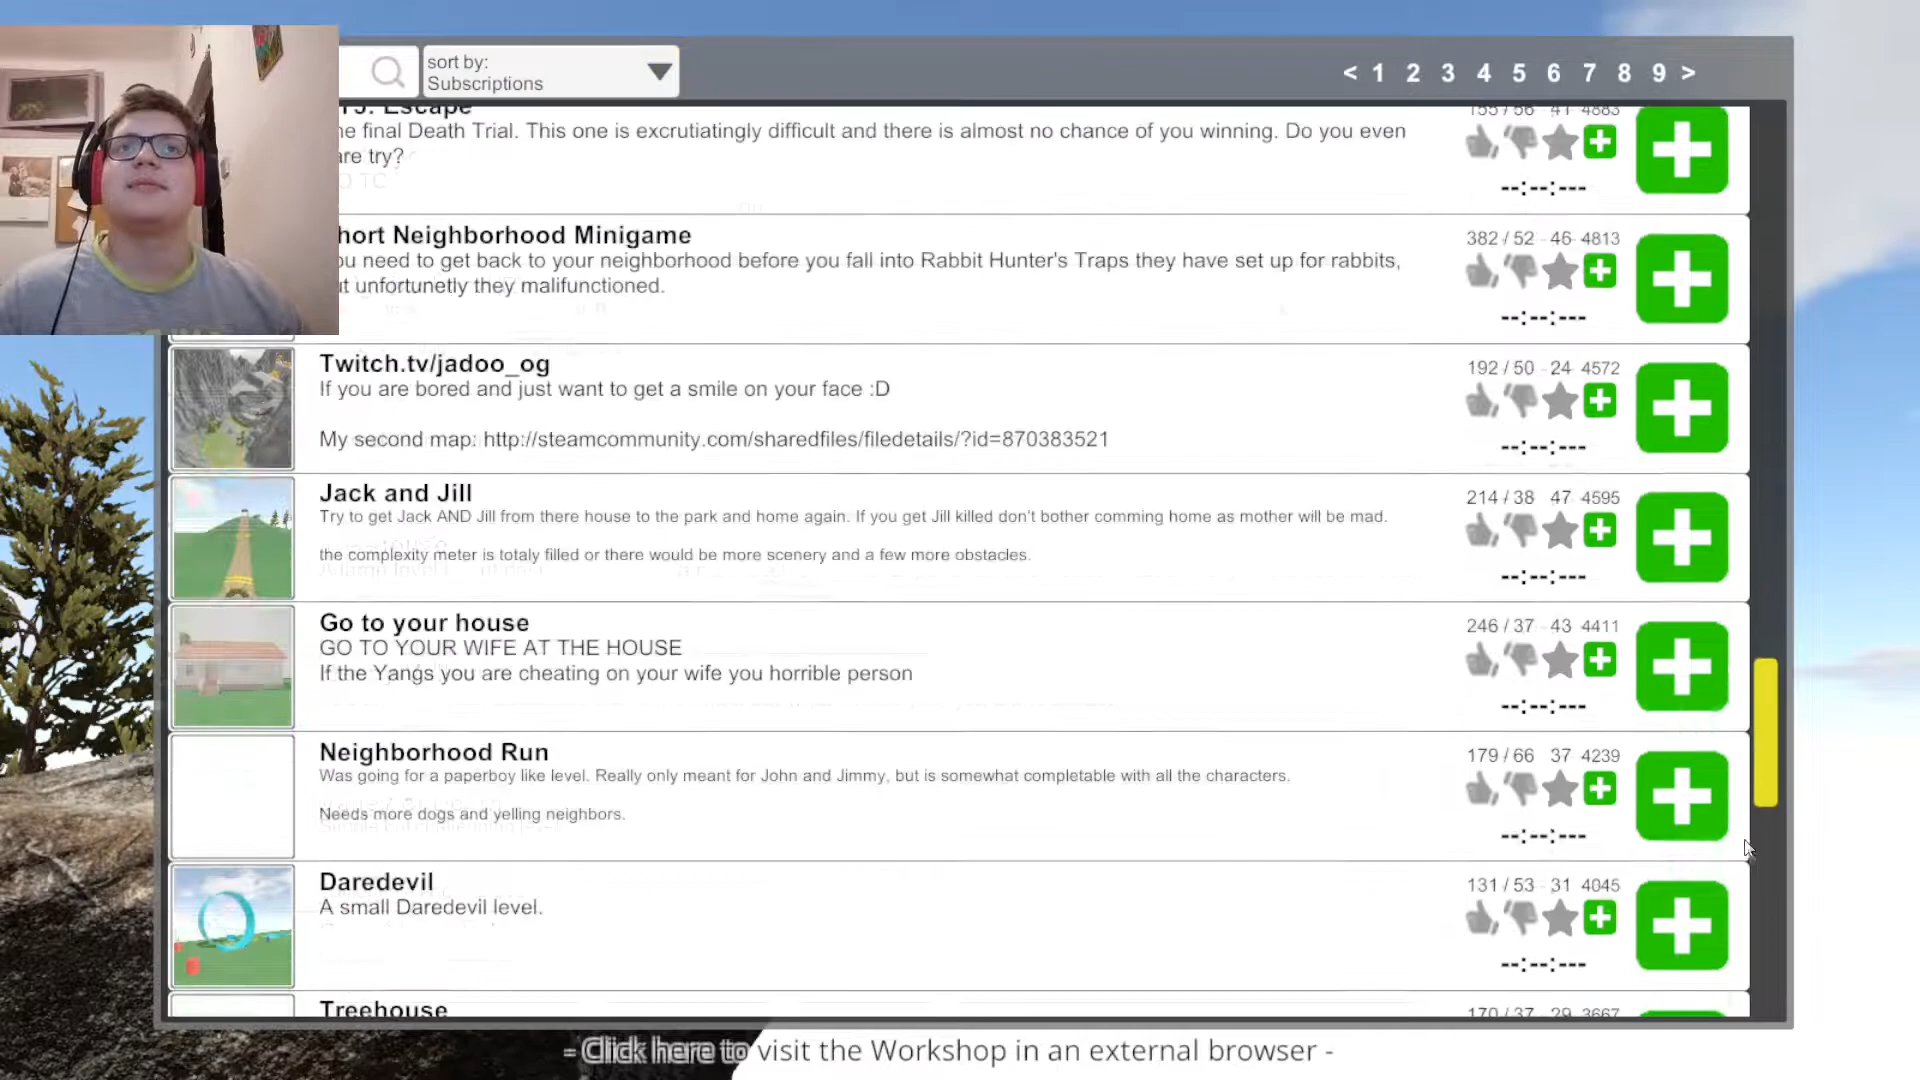 sort by:
Subscriptions
< 1 2 3 4 5 6 7 8 9 >
Escape
155 / 56 41 4883
final Death Trial. This one is excrutiatingly difficult and there is almost no chance of you winning. Do you even
try?
--:--:---
hort Neighborhood Minigame
382 / 52 46 4813
ou need to get back to your neighborhood before you fall into Rabbit Hunter's Traps they have set up for rabbits,
ut unfortunetly they malifunctioned.
--:--:---
Twitch.tv/jadoo_og
192 / 50 24 4572
If you are bored and just want to get a smile on your face :D
My second map: http://steamcommunity.com/sharedfiles/filedetails/?id=870383521
--:--:---
Jack and Jill
214 / 38 47 4595
Try to get Jack AND Jill from there house to the park and home again. If you get Jill killed don't bother comming home as mother will be mad.
the complexity meter is totaly filled or there would be more scenery and a few more obstacles.
--:--:---
Go to your house
246 / 37 43 4411
GO TO YOUR WIFE AT THE HOUSE
If the Yangs you are cheating on your wife you horrible person
--:--:---
Neighborhood Run
179 / 66 37 4239
Was going for a paperboy like level. Really only meant for John and Jimmy, but is somewhat completable with all the characters.
Needs more dogs and yelling neighbors.
--:--:---
Daredevil
131 / 53 31 4045
A small Daredevil level.
--:--:---
Treehouse
170 / 37 29 3667
- Click here to visit the Workshop in an external browser -